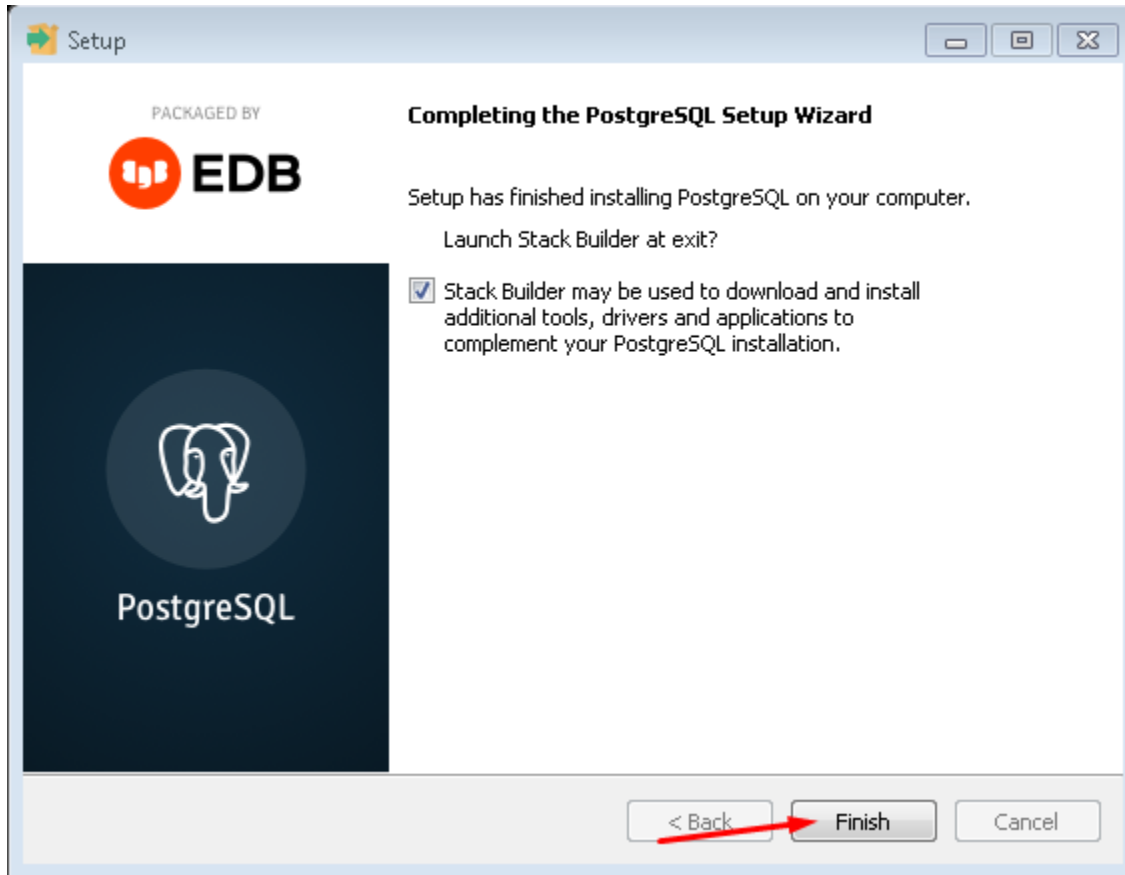 Setup
PACKAGED BY
EDB
Completing the PostgreSQL Setup Wizard
Setup has finished installing PostgreSQL on your computer.
Launch Stack Builder at exit?
Stack Builder may be used to download and install
additional tools, drivers and applications to
complement your PostgreSQL installation.
PostgreSQL
< Back
Finish
Cancel